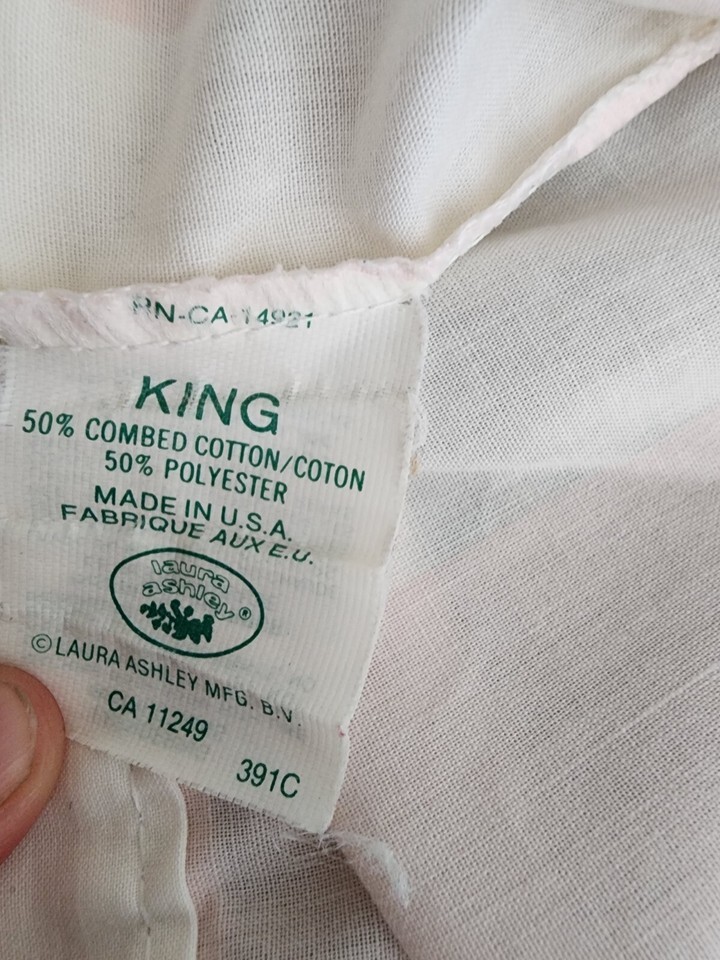 RN-CA-14921
KING
50% COMBED COTTON/COTON
50% POLYESTER
MADE IN U.S.A.
FABRIQUE AUX E.U.
laura
ashley®
©LAURA ASHLEY MFG. B.V.
CA 11249
391C